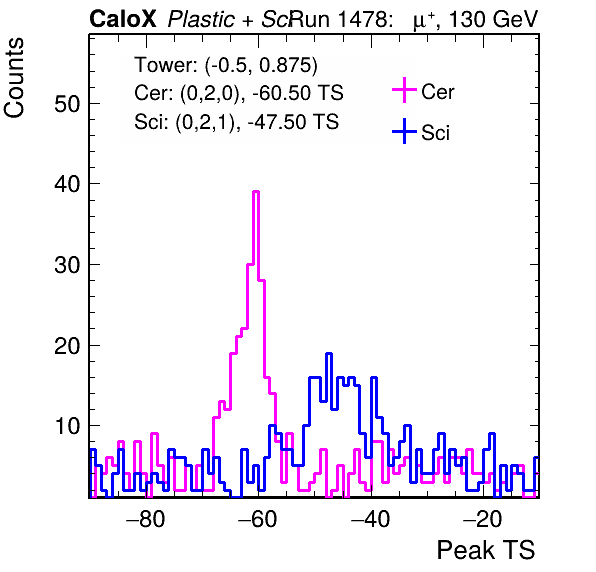 CaloX Plastic + SciRun 1478: μ⁺, 130 GeV
Counts
Tower: (-0.5, 0.875)
Cer: (0,2,0), -60.50 TS
Sci: (0,2,1), -47.50 TS
Cer
Sci
50
40
30
20
10
−80 −60 −40 −20
Peak TS